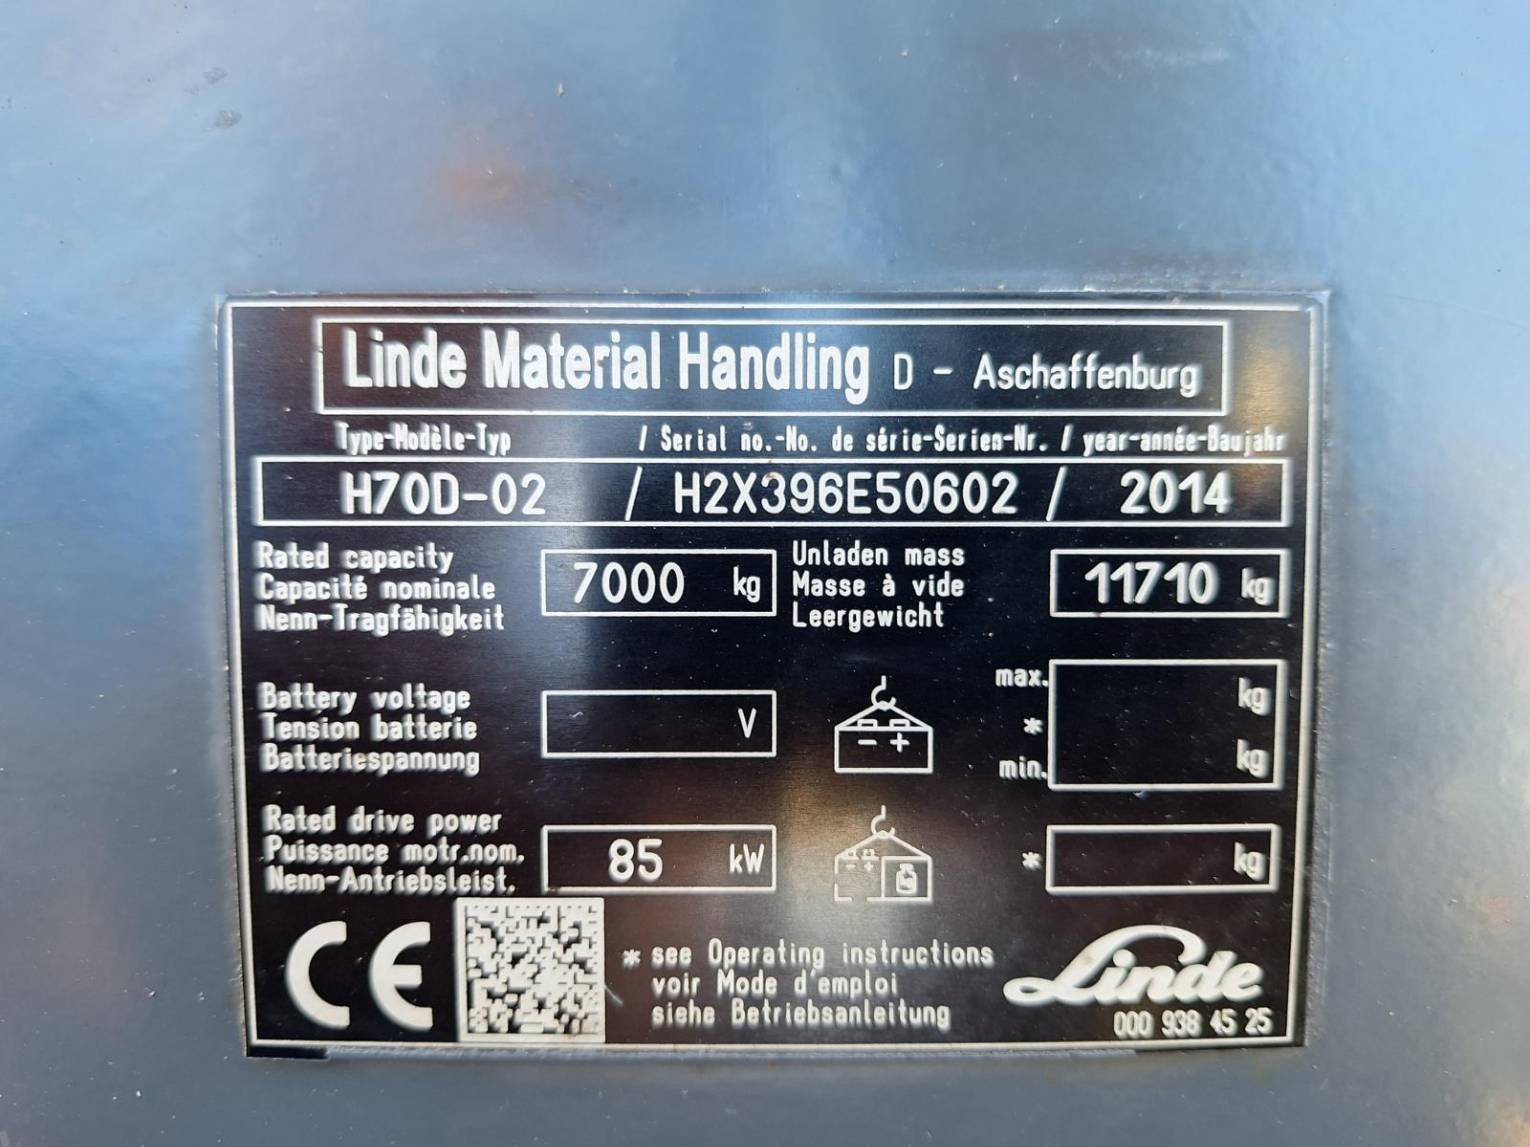 Linde Material Handling D - Aschaffenburg
Type-Modèle-Typ / Serial no.-No. de série-Serien-Nr. / year-année-Baujahr
H70D-02 / H2X396E50602 / 2014
Rated capacity
Capacité nominale
Nenn-Tragfähigkeit
7000 kg
Unladen mass
Masse à vide
Leergewicht
11710 kg
Battery voltage
Tension batterie
Batteriespannung
V
- +
max. kg
*
min. kg
Rated drive power
Puissance motr.nom.
Nenn-Antriebsleist.
85 kW
- +
* kg
CE
* see Operating instructions
voir Mode d'emploi
siehe Betriebsanleitung
Linde
000 938 45 25